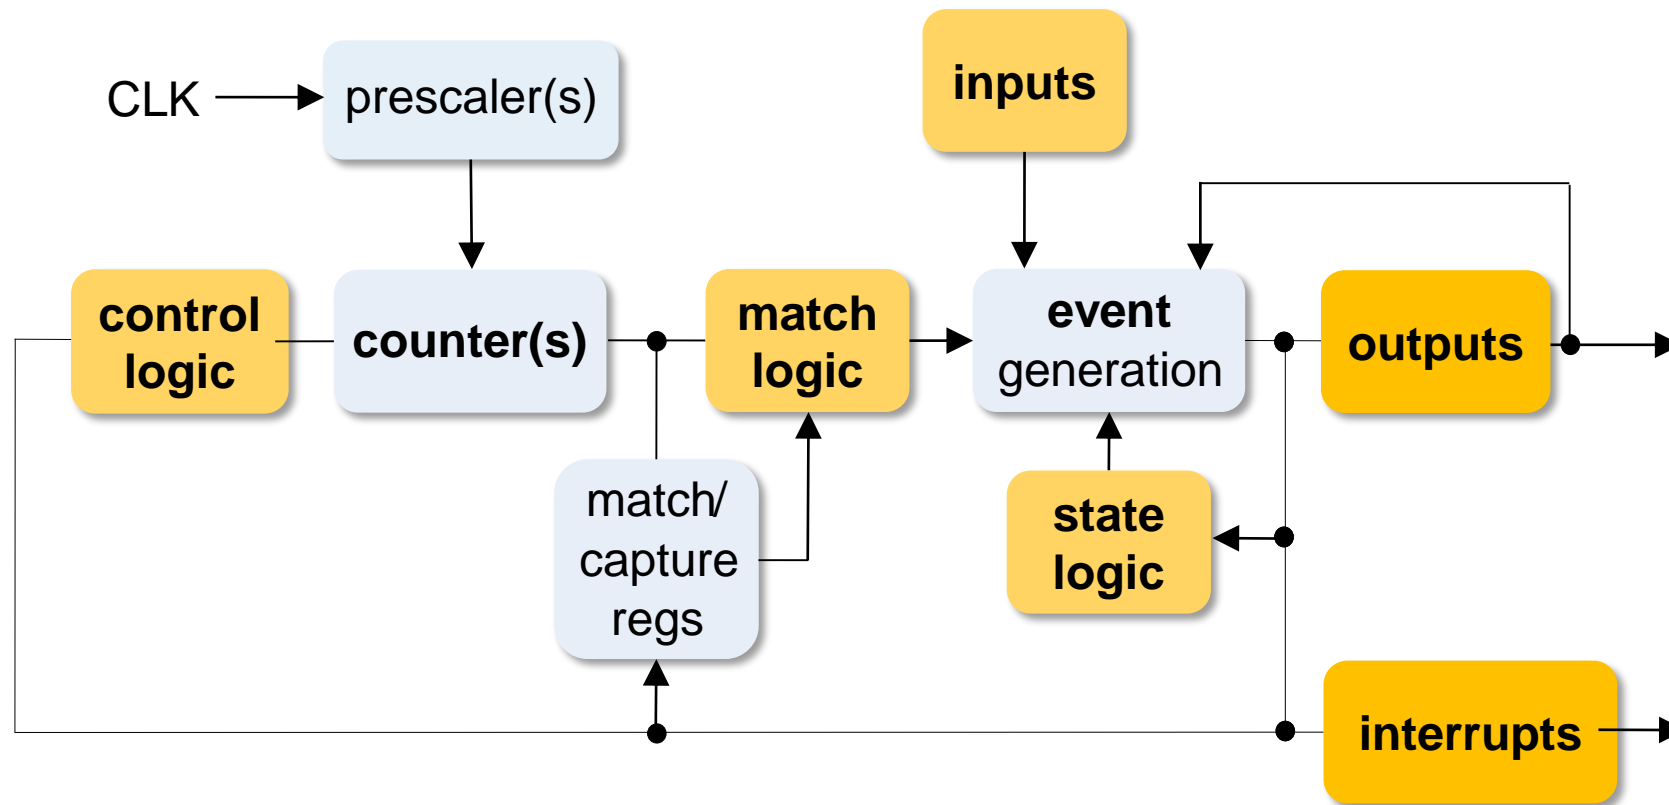 CLK
prescaler(s)
inputs
control
logic
counter(s)
match
logic
event
generation
outputs
match/
capture
regs
state
logic
interrupts